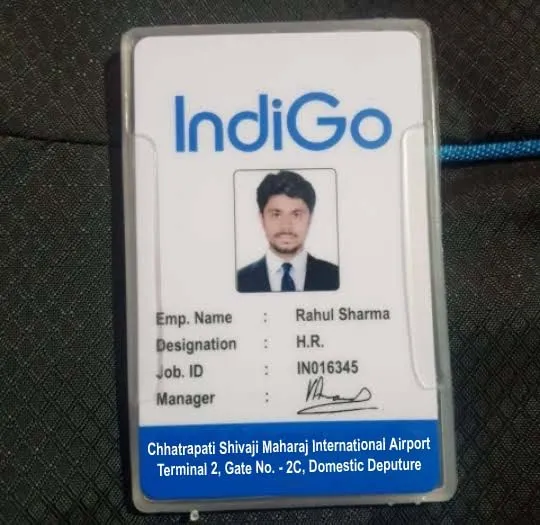 IndiGo
Emp. Name : Rahul Sharma
Designation : H.R.
Job. ID : IN016345
Manager :
Chhatrapati Shivaji Maharaj International Airport
Terminal 2, Gate No. - 2C, Domestic Deputure